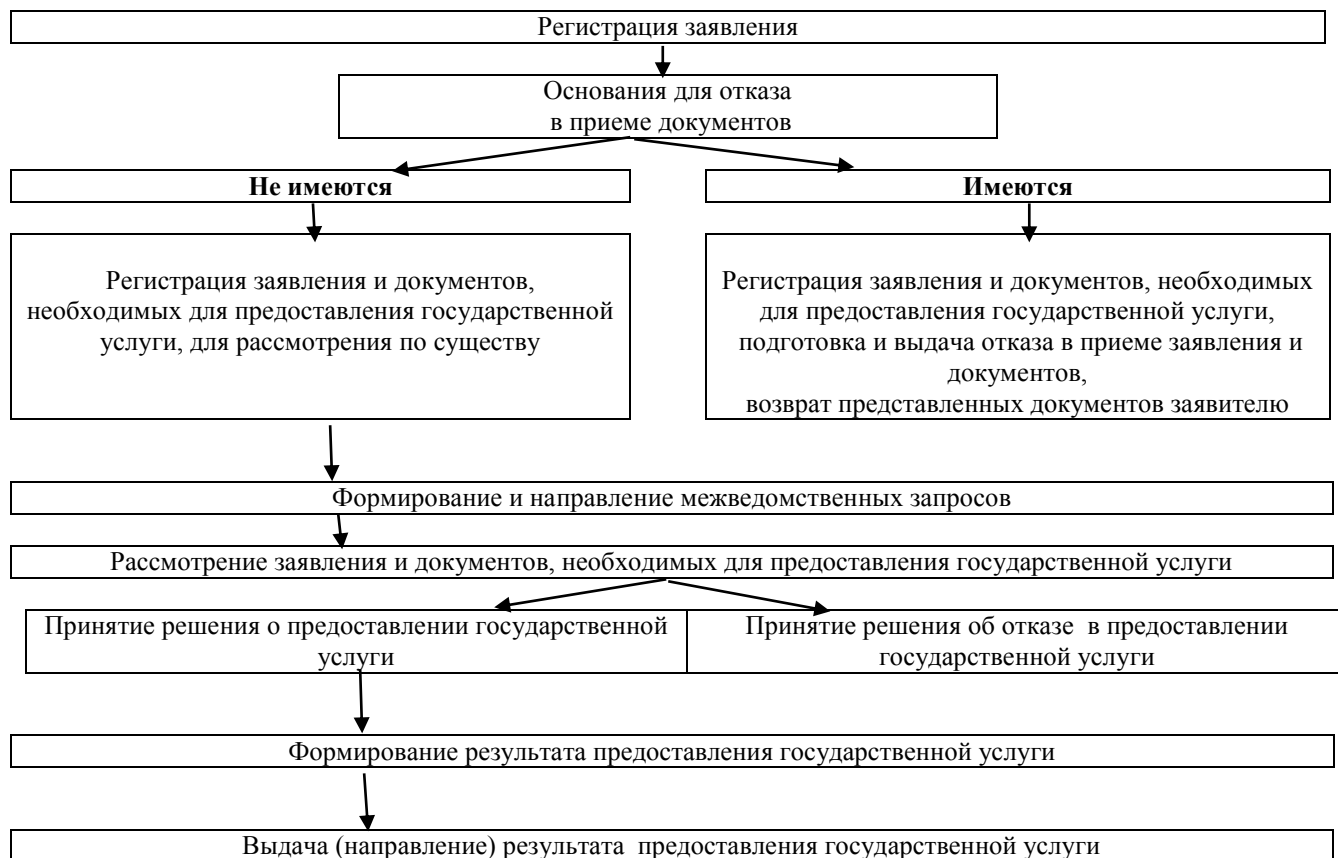 Регистрация заявления
Основания для отказа
в приеме документов
Не имеются
Имеются
Регистрация заявления и документов,
необходимых для предоставления государственной
услуги, для рассмотрения по существу
Регистрация заявления и документов, необходимых
для предоставления государственной услуги,
подготовка и выдача отказа в приеме заявления и
документов,
возврат представленных документов заявителю
Формирование и направление межведомственных запросов
Рассмотрение заявления и документов, необходимых для предоставления государственной услуги
Принятие решения о предоставлении государственной
услуги
Принятие решения об отказе в предоставлении
государственной услуги
Формирование результата предоставления государственной услуги
Выдача (направление) результата предоставления государственной услуги